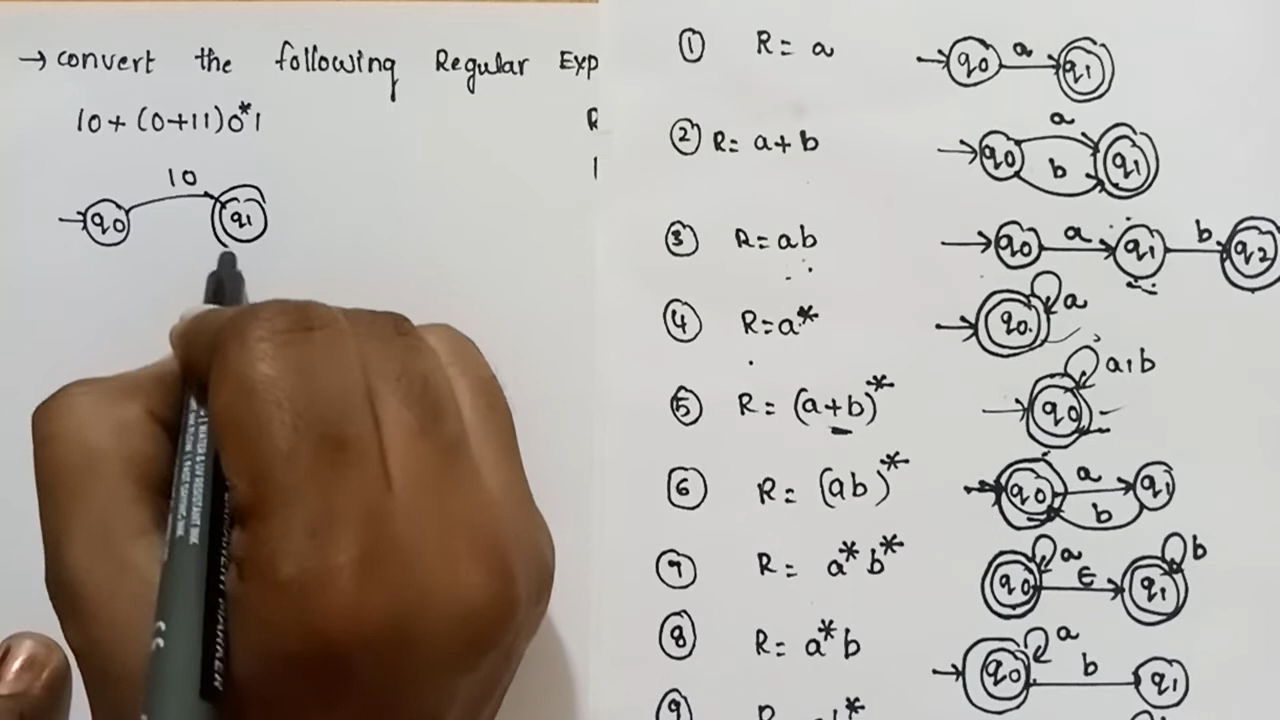 → convert the following Regular Exp
10 + (0+11)0*1
R
10
q0 q1
① R = a
a
q0 q1
② R = a + b
a
q0 b q1
③ R = ab
a b
q0 q1 q2
④ R = a*
q0 a
⑤ R = (a+b)*
a,b
q0
⑥ R = (ab)*
a
q0 q1
b
⑦ R = a* b*
a b
q0 ε q1
⑧ R = a* b
a
q0 b q1
⑨